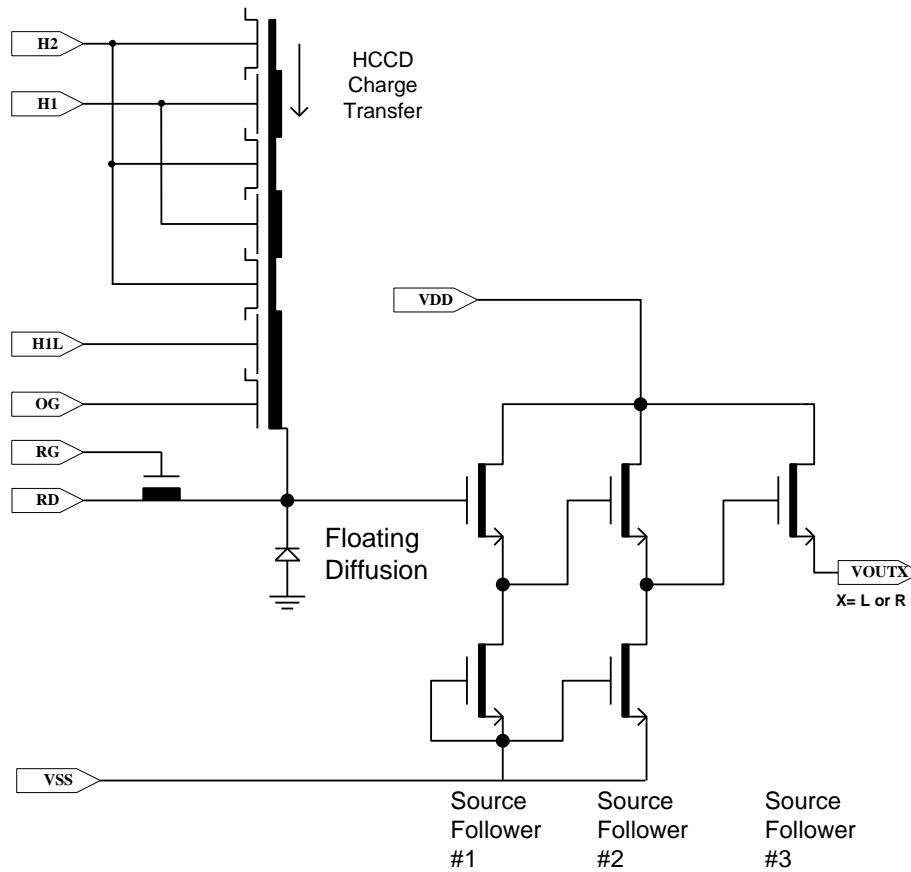 H2
HCCD
Charge
Transfer
H1
VDD
H1L
OG
RG
RD
Floating
Diffusion
VOUTX
X= L or R
VSS
Source
Follower
#1
Source
Follower
#2
Source
Follower
#3